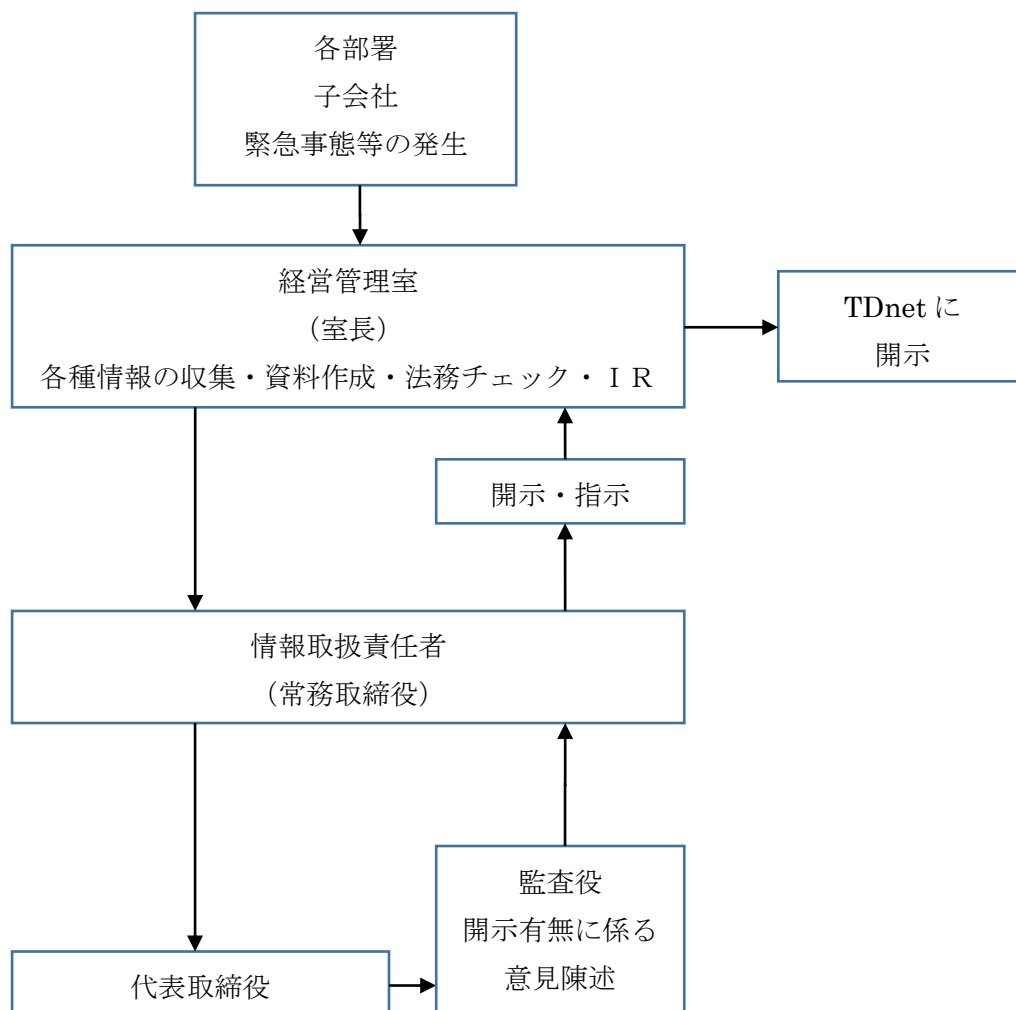 各部署
子会社
緊急事態等の発生
経営管理室
（室長）
各種情報の収集・資料作成・法務チェック・ＩＲ
TDnet に
開示
開示・指示
情報取扱責任者
（常務取締役）
監査役
開示有無に係る
意見陳述
代表取締役